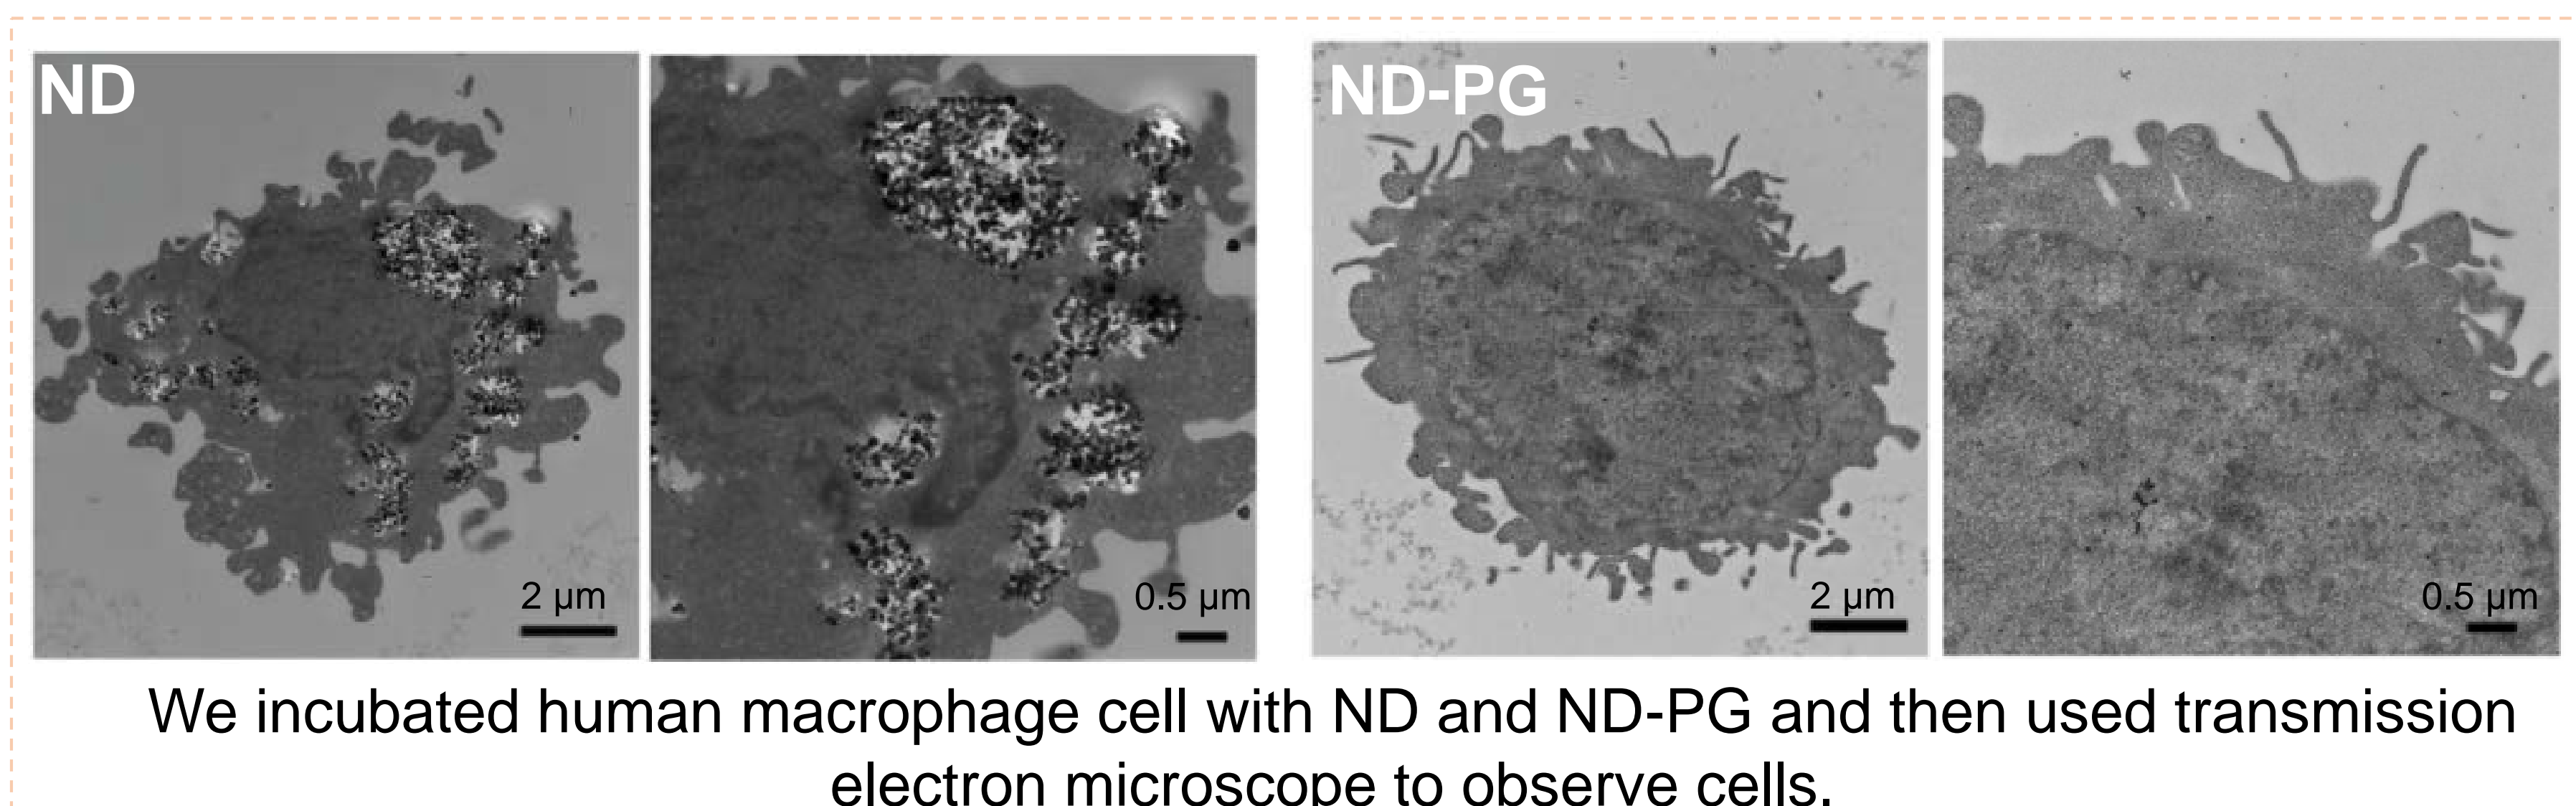 ND
ND-PG
2 µm
0.5 µm
2 µm
0.5 µm
We incubated human macrophage cell with ND and ND-PG and then used transmission
electron microscope to observe cells.